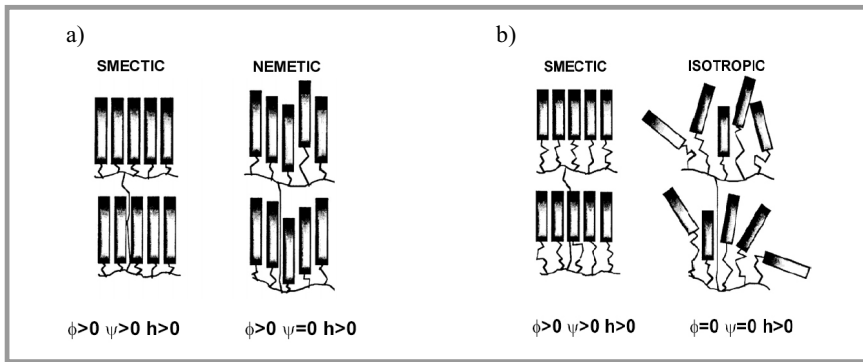 a)
SMECTIC NEMETIC
ϕ>0 ψ>0 h>0 ϕ>0 ψ=0 h>0
b)
SMECTIC ISOTROPIC
ϕ>0 ψ>0 h>0 ϕ=0 ψ=0 h>0